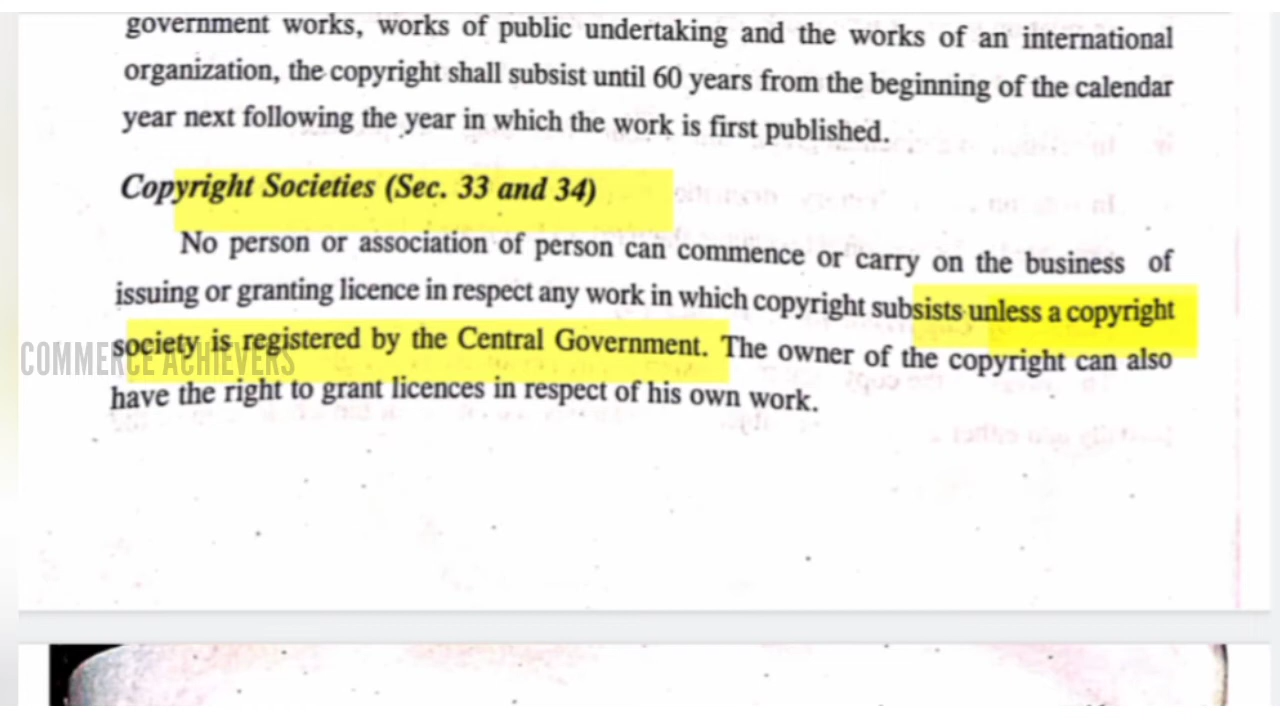 government works, works of public undertaking and the works of an international
organization, the copyright shall subsist until 60 years from the beginning of the calendar
year next following the year in which the work is first published.
Copyright Societies (Sec. 33 and 34)
No person or association of person can commence or carry on the business of
issuing or granting licence in respect any work in which copyright subsists unless a copyright
society is registered by the Central Government. The owner of the copyright can also
COMMERCE ACHIEVERS
have the right to grant licences in respect of his own work.